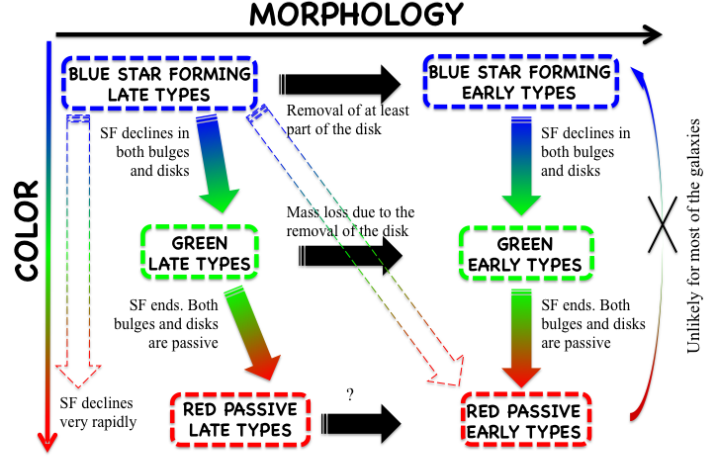 MORPHOLOGY
COLOR
BLUE STAR FORMING
LATE TYPES
Removal of at least
part of the disk
BLUE STAR FORMING
EARLY TYPES
SF declines in
both bulges
and disks
SF declines in
both bulges
and disks
Mass loss due to the
removal of the disk
GREEN
LATE TYPES
GREEN
EARLY TYPES
SF ends. Both
bulges and disks
are passive
SF ends. Both
bulges and disks
are passive
SF declines
very rapidly
RED PASSIVE
LATE TYPES
?
RED PASSIVE
EARLY TYPES
Unlikely for most of the galaxies